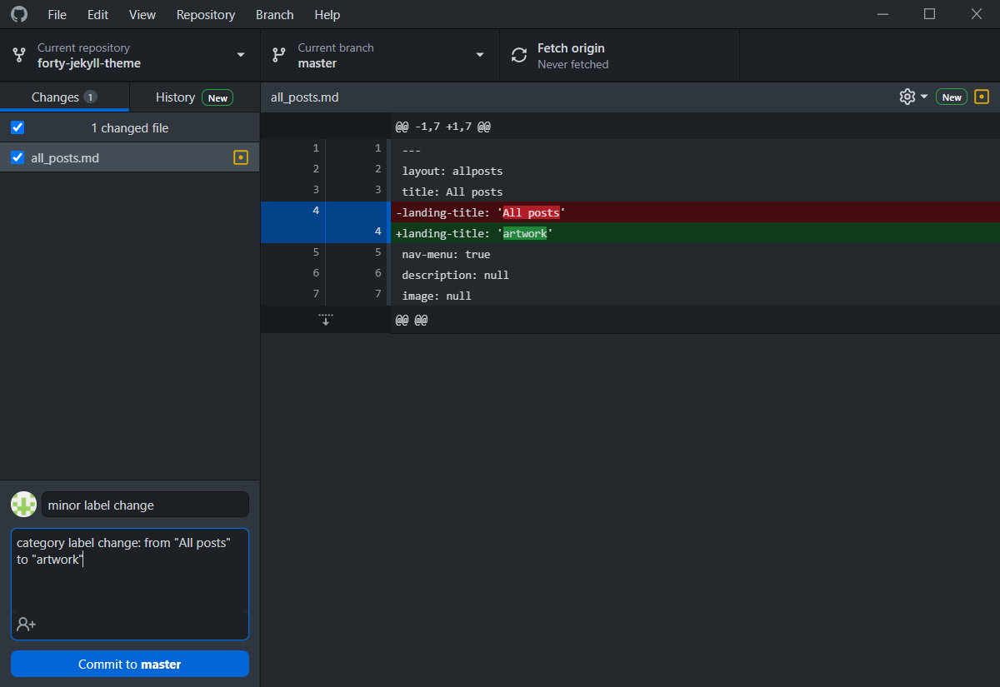 File Edit View Repository Branch Help
Current repository
forty-jekyll-theme
Current branch
master
Fetch origin
Never fetched
Changes 1
History New
all_posts.md
New
1 changed file
all_posts.md
@@ -1,7 +1,7 @@
1 1 ---
2 2 layout: allposts
3 3 title: All posts
4 -landing-title: 'All posts'
4 +landing-title: 'artwork'
5 5 nav-menu: true
6 6 description: null
7 7 image: null
@@ @@
minor label change
category label change: from "All posts"
to "artwork"
Commit to master